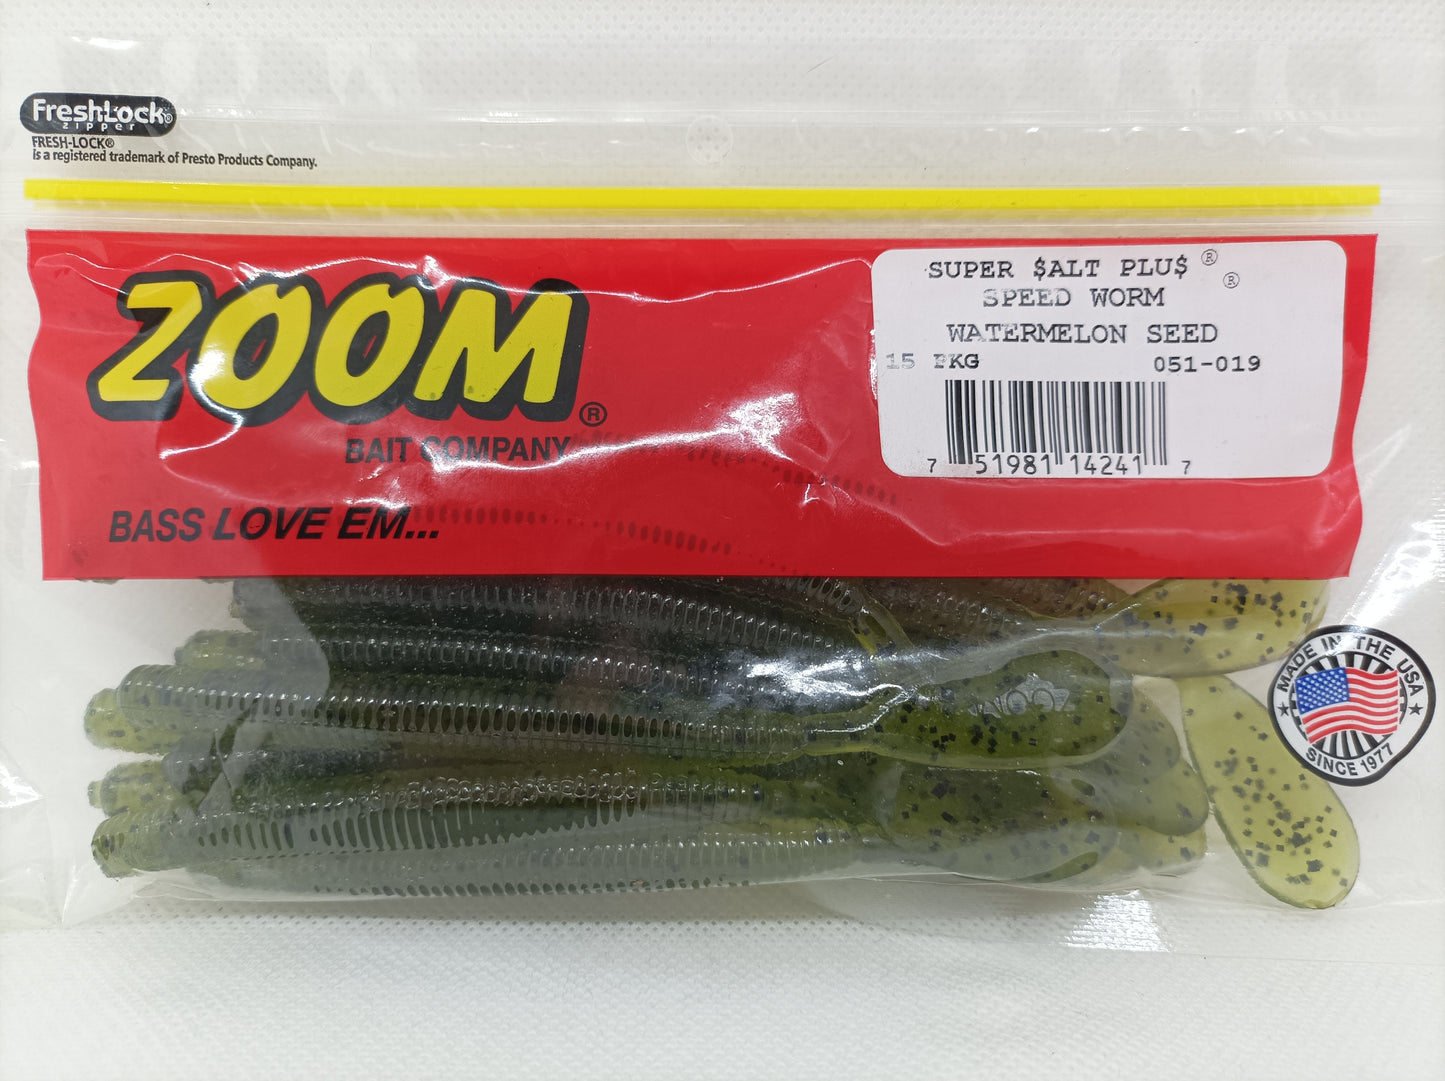 FreshLock®
zipper
FRESH-LOCK®
is a registered trademark of Presto Products Company.
ZOOM®
BAIT COMPANY
BASS LOVE EM...
SUPER $ALT PLU$®
®
SPEED WORM
WATERMELON SEED
15 PKG 051-019
7 51981 14241 7
MADE IN THE USA
SINCE 1977
ZOOM